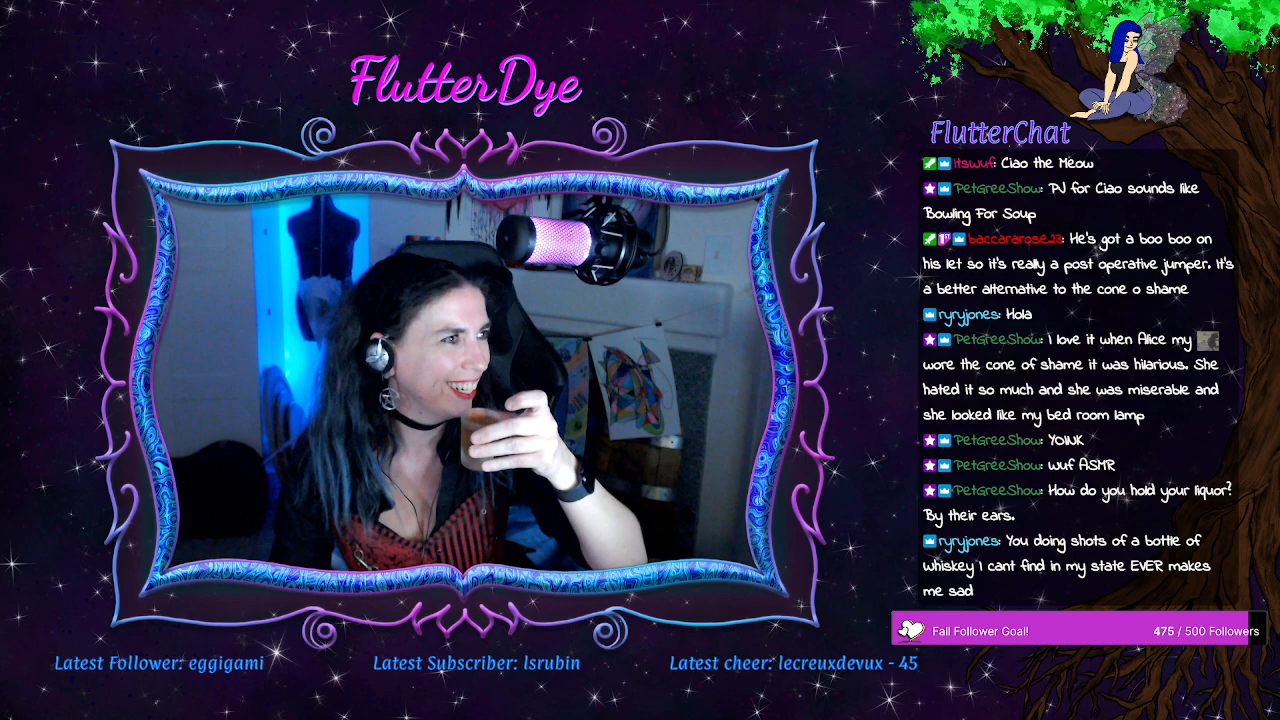 FlutterDye
FlutterChat
Itswuf: Ciao the Meow
PetGreeShow: PJ for Ciao sounds like
Bowling For Soup
baccararose23: He's got a boo boo on
his let so it's really a post operative jumper. It's
a better alternative to the cone o shame
ryryjones: Hola
PetGreeShow: I love it when Alice my
wore the cone of shame it was hilarious. She
hated it so much and she was miserable and
she looked like my bed room lamp
PetGreeShow: YOINK
PetGreeShow: Wuf ASMR
PetGreeShow: How do you hold your liquor?
By their ears.
ryryjones: You doing shots of a bottle of
whiskey i cant find in my state EVER makes
me sad
Fall Follower Goal! 475 / 500 Followers
Latest Follower: eggigami Latest Subscriber: lsrubin Latest cheer: lecreuxdevux - 45